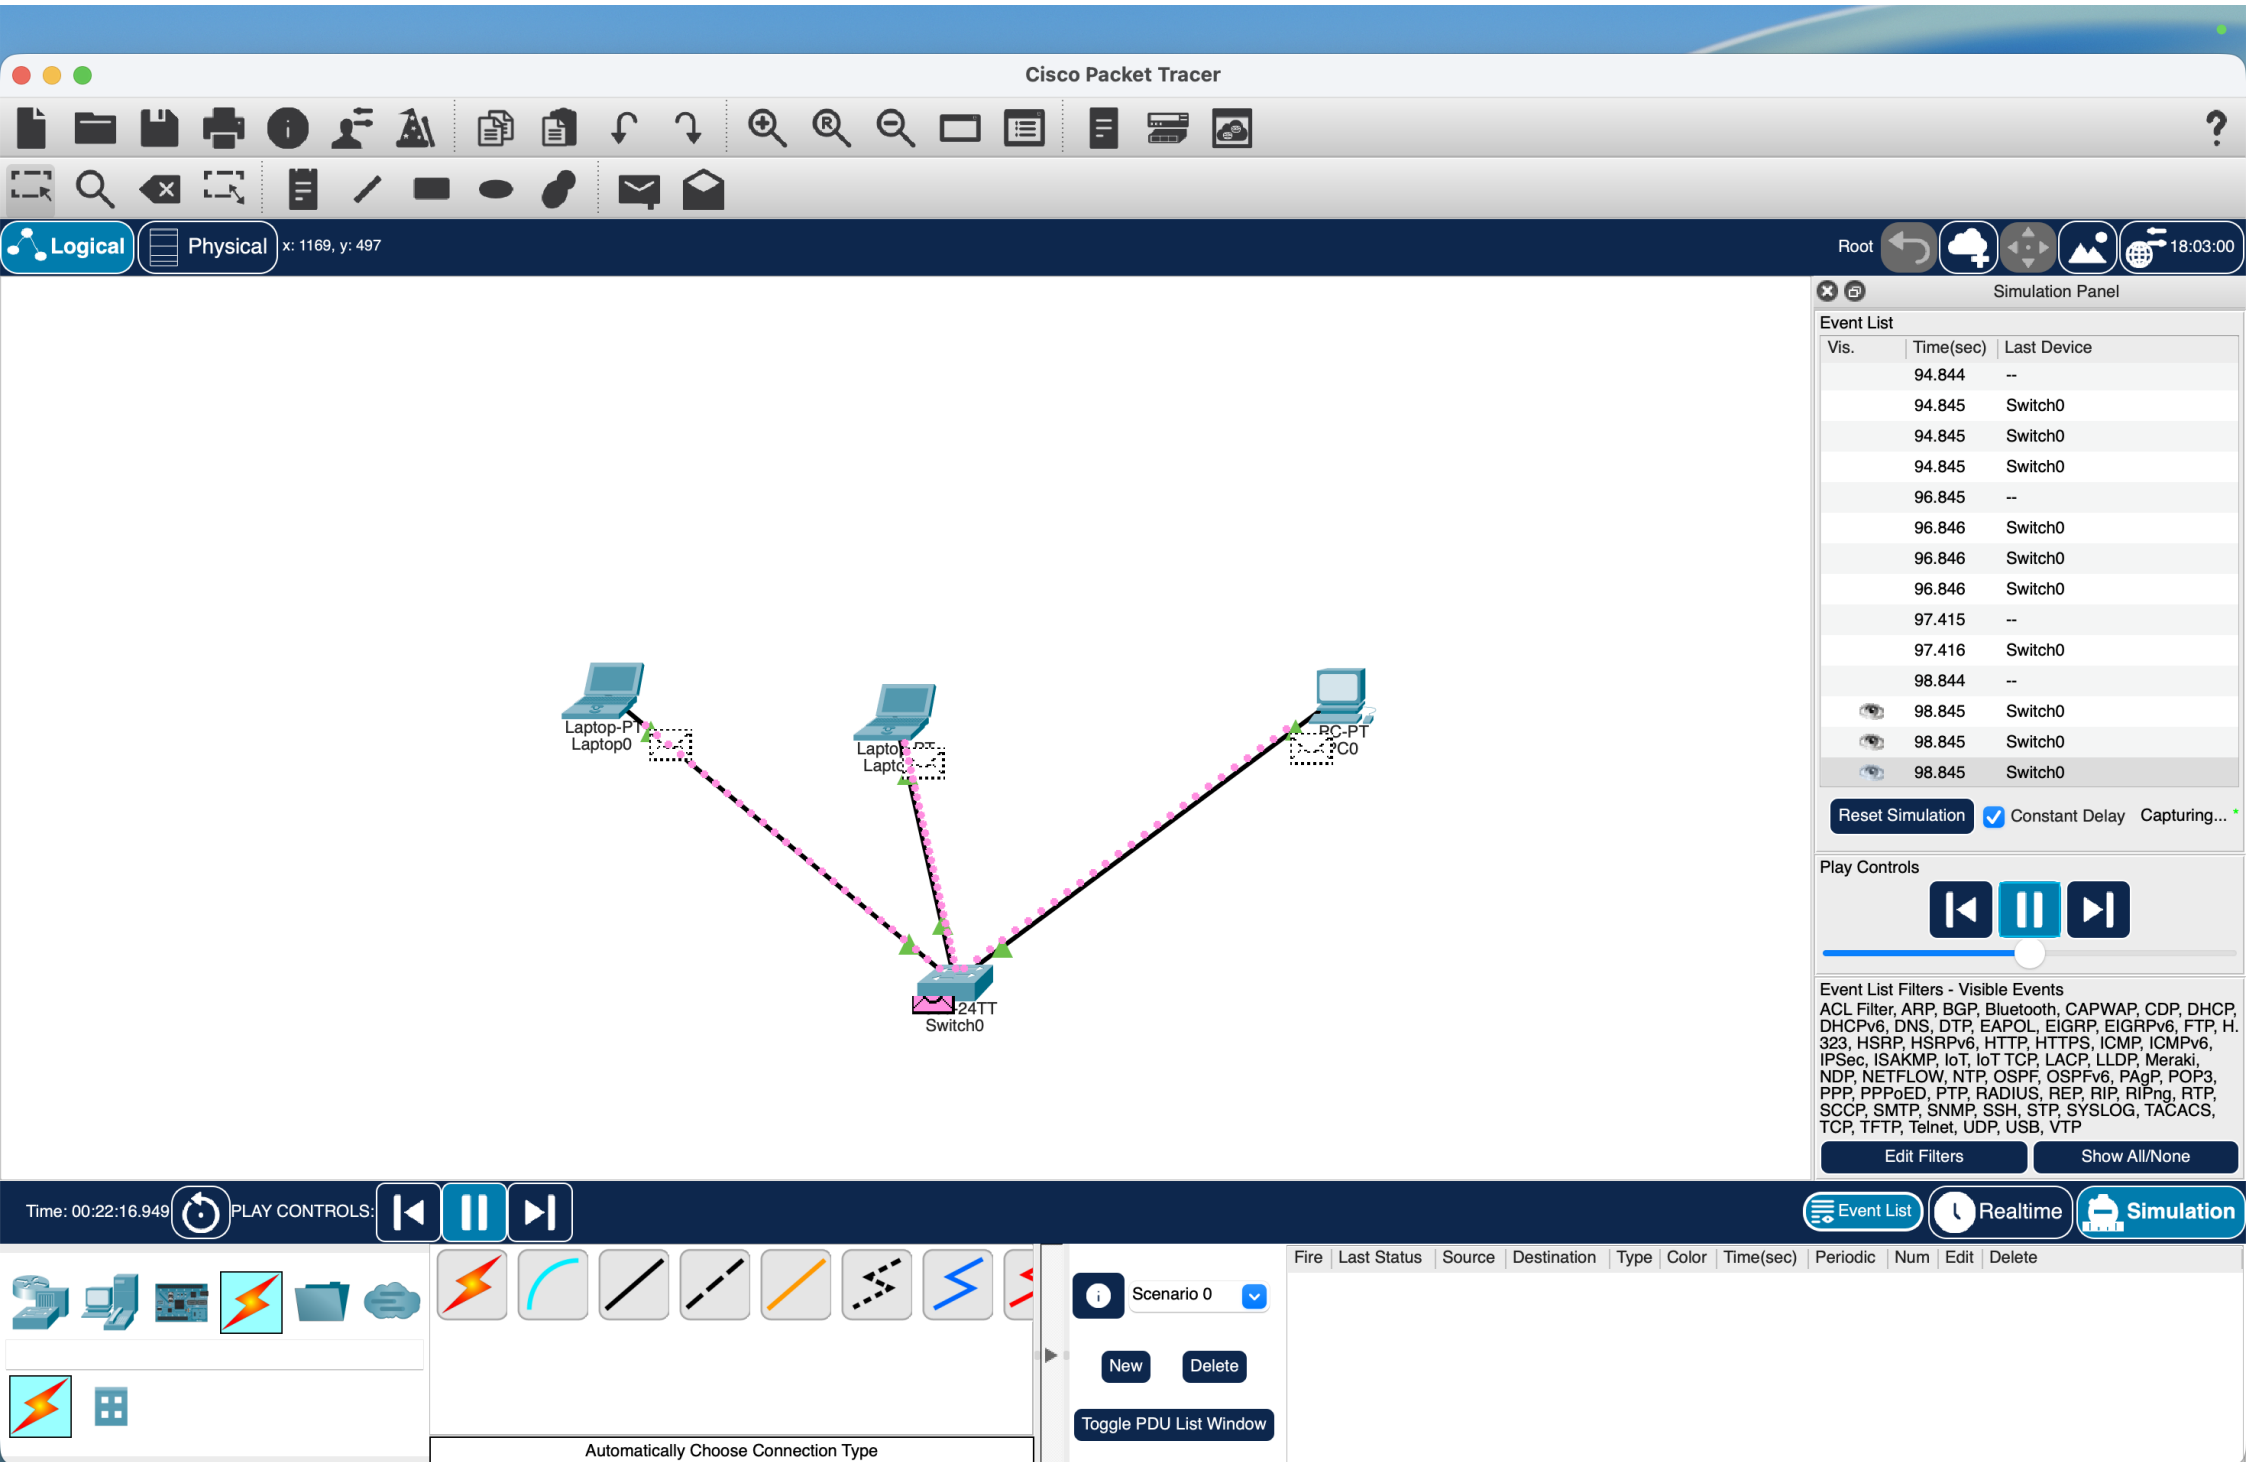 Cisco Packet Tracer
Logical
Physical
x: 1169, y: 497
Root
18:03:00
Simulation Panel
Event List
Vis. Time(sec) Last Device
94.844 --
94.845 Switch0
94.845 Switch0
94.845 Switch0
96.845 --
96.846 Switch0
96.846 Switch0
96.846 Switch0
97.415 --
97.416 Switch0
98.844 --
98.845 Switch0
98.845 Switch0
98.845 Switch0
Reset Simulation
Constant Delay
Capturing...
Play Controls
Event List Filters - Visible Events
ACL Filter, ARP, BGP, Bluetooth, CAPWAP, CDP, DHCP,
DHCPv6, DNS, DTP, EAPOL, EIGRP, EIGRPv6, FTP, H.
323, HSRP, HSRPv6, HTTP, HTTPS, ICMP, ICMPv6,
IPSec, ISAKMP, IoT, IoT TCP, LACP, LLDP, Meraki,
NDP, NETFLOW, NTP, OSPF, OSPFv6, PAgP, POP3,
PPP, PPPoED, PTP, RADIUS, REP, RIP, RIPng, RTP,
SCCP, SMTP, SNMP, SSH, STP, SYSLOG, TACACS,
TCP, TFTP, Telnet, UDP, USB, VTP
Edit Filters
Show All/None
Laptop-PT
Laptop0
PC-PT
PC0
-24TT
Switch0
Time: 00:22:16.949
PLAY CONTROLS:
Event List
Realtime
Simulation
Fire Last Status Source Destination Type Color Time(sec) Periodic Num Edit Delete
Scenario 0
New
Delete
Toggle PDU List Window
Automatically Choose Connection Type